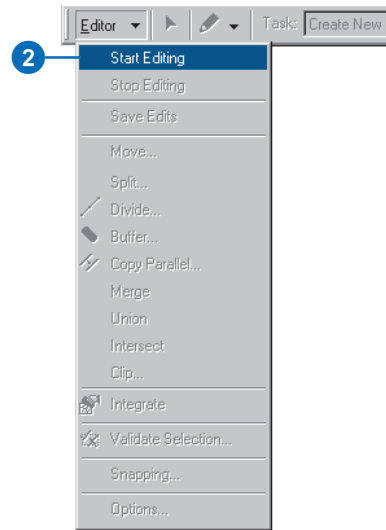 Editor Task: Create New
2 Start Editing
Stop Editing
Save Edits
Move...
Split...
Divide...
Buffer...
Copy Parallel...
Merge
Union
Intersect
Clip...
Integrate
Validate Selection...
Snapping...
Options...